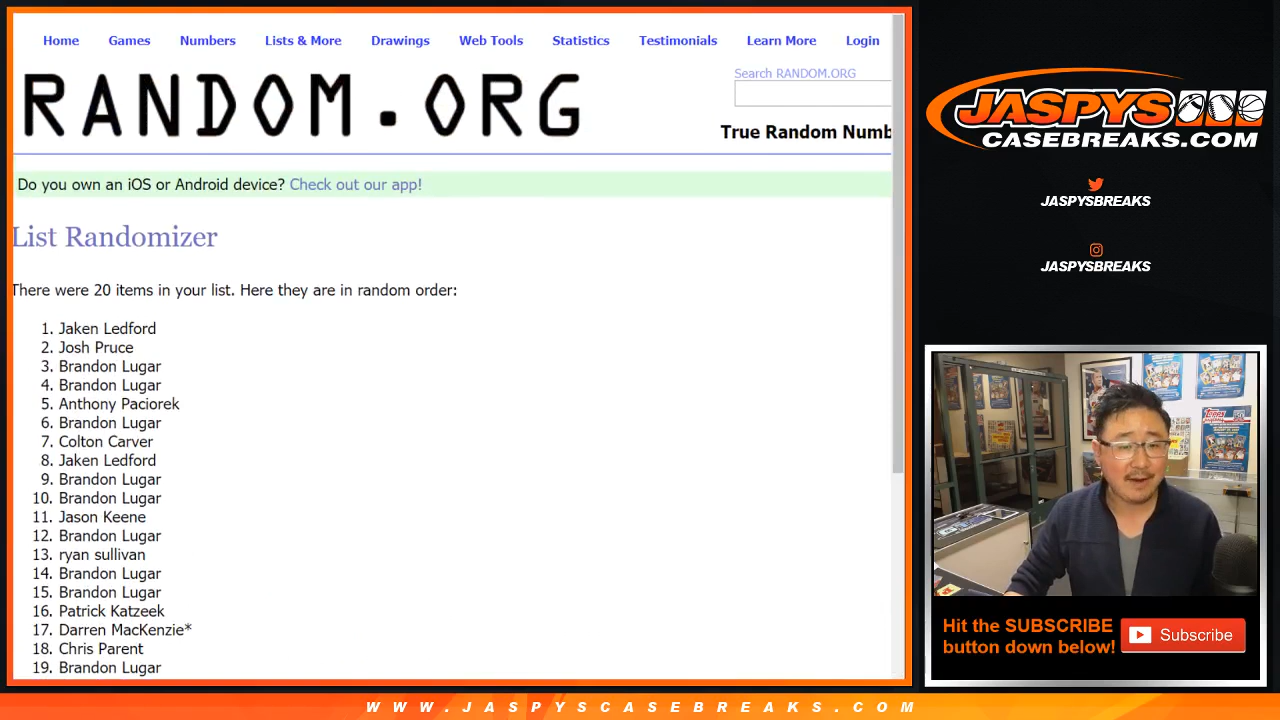 Home Games Numbers Lists & More Drawings Web Tools Statistics Testimonials Learn More Login
RANDOM.ORG
Search RANDOM.ORG
True Random Numb
Do you own an iOS or Android device? Check out our app!
List Randomizer
There were 20 items in your list. Here they are in random order:
1. Jaken Ledford
2. Josh Pruce
3. Brandon Lugar
4. Brandon Lugar
5. Anthony Paciorek
6. Brandon Lugar
7. Colton Carver
8. Jaken Ledford
9. Brandon Lugar
10. Brandon Lugar
11. Jason Keene
12. Brandon Lugar
13. ryan sullivan
14. Brandon Lugar
15. Brandon Lugar
16. Patrick Katzeek
17. Darren MacKenzie*
18. Chris Parent
19. Brandon Lugar
JASPYS
CASEBREAKS.COM
JASPYSBREAKS
JASPYSBREAKS
Topps
Hit the SUBSCRIBE
button down below!
Subscribe
WWW.JASPYSCASEBREAKS.COM